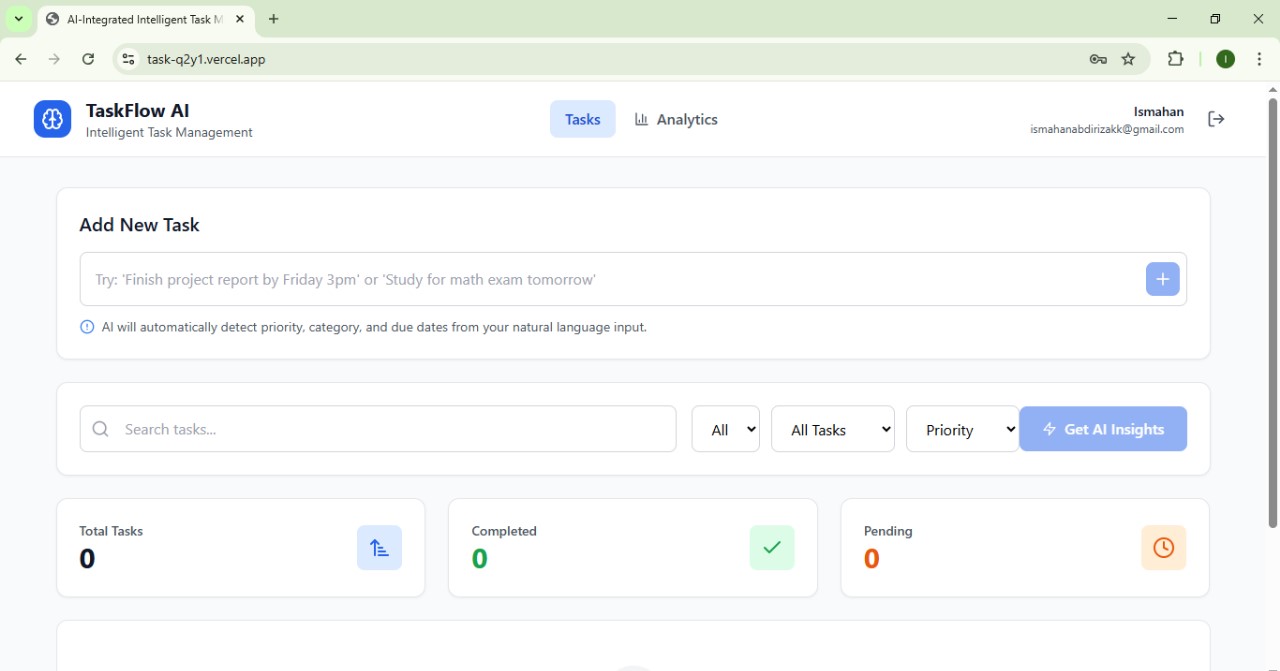 AI-Integrated Intelligent Task M
task-q2y1.vercel.app
I
TaskFlow AI
Intelligent Task Management
Tasks
Analytics
Ismahan
ismahanabdirizakk@gmail.com
Add New Task
Try: 'Finish project report by Friday 3pm' or 'Study for math exam tomorrow'
AI will automatically detect priority, category, and due dates from your natural language input.
Search tasks...
All
All Tasks
Priority
Get AI Insights
Total Tasks
0
Completed
0
Pending
0